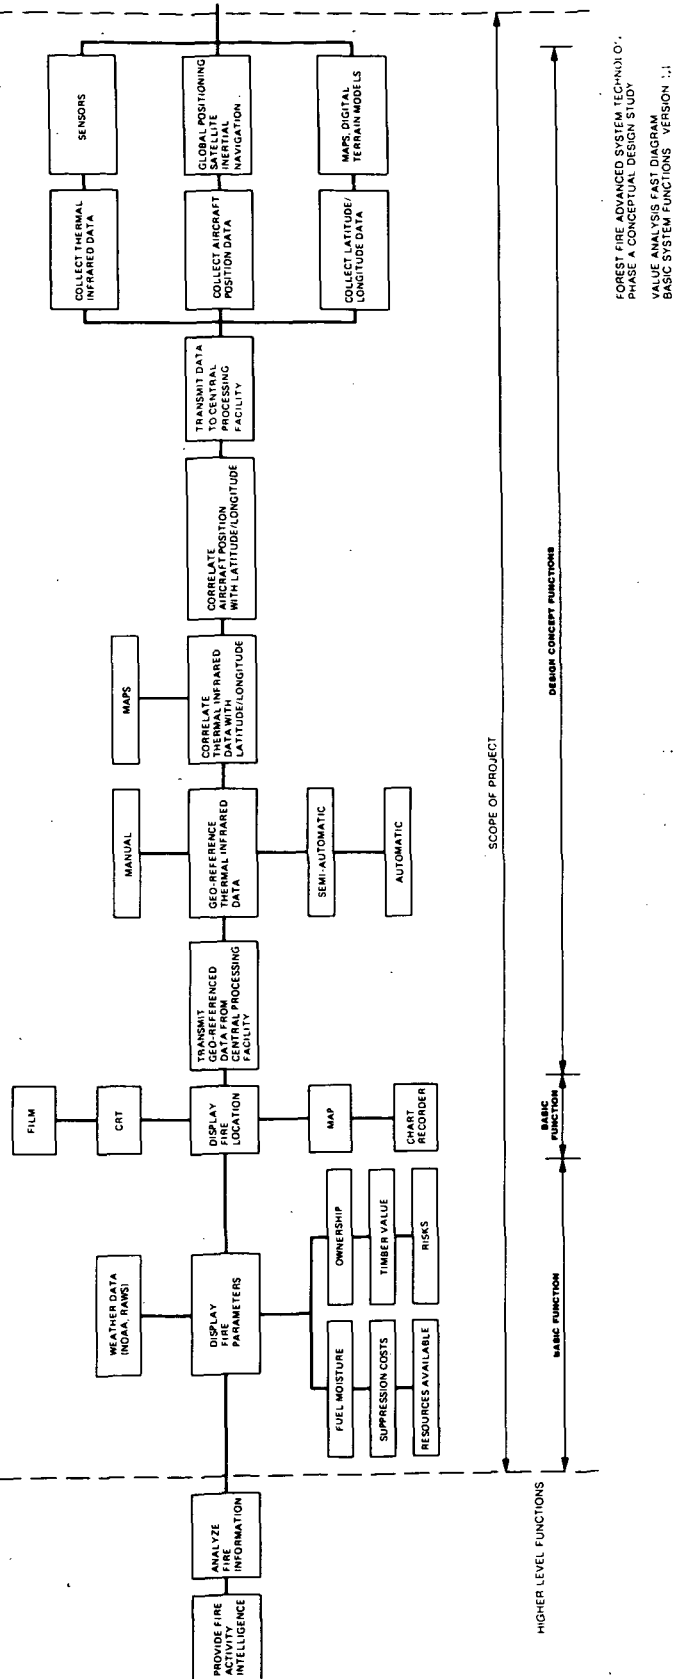 PROVIDE FIRE
ACTIVITY
INTELLIGENCE
ANALYZE
FIRE
INFORMATION
HIGHER LEVEL FUNCTIONS
WEATHER DATA
(NOAA, RAWS)
DISPLAY
FIRE
PARAMETERS
FUEL MOISTURE
SUPPRESSION COSTS
RESOURCES AVAILABLE
OWNERSHIP
TIMBER VALUE
RISKS
FILM
CRT
DISPLAY
FIRE
LOCATION
MAP
CHART
RECORDER
TRANSMIT
GEO-REFERENCED
DATA FROM
CENTRAL PROCESSING
FACILITY
MANUAL
GEO-REFERENCE
THERMAL INFRARED
DATA
SEMI-AUTOMATIC
AUTOMATIC
MAPS
CORRELATE
THERMAL INFRARED
DATA WITH
LATITUDE/LONGITUDE
CORRELATE
AIRCRAFT POSITION
WITH LATITUDE/LONGITUDE
TRANSMIT DATA
TO CENTRAL
PROCESSING
FACILITY
COLLECT THERMAL
INFRARED DATA
COLLECT AIRCRAFT
POSITION DATA
COLLECT LATITUDE/
LONGITUDE DATA
SENSORS
GLOBAL POSITIONING
SATELLITE
INERTIAL
NAVIGATION
MAPS, DIGITAL
TERRAIN MODELS
SCOPE OF PROJECT
BASIC FUNCTION
BASIC
FUNCTION
DESIGN CONCEPT FUNCTIONS
FOREST FIRE ADVANCED SYSTEM
PHASE A CONCEPTUAL DESIGN STUDY
VALUE ANALYSIS FAST DIAGRAM
BASIC SYSTEM FUNCTIONS VERSION